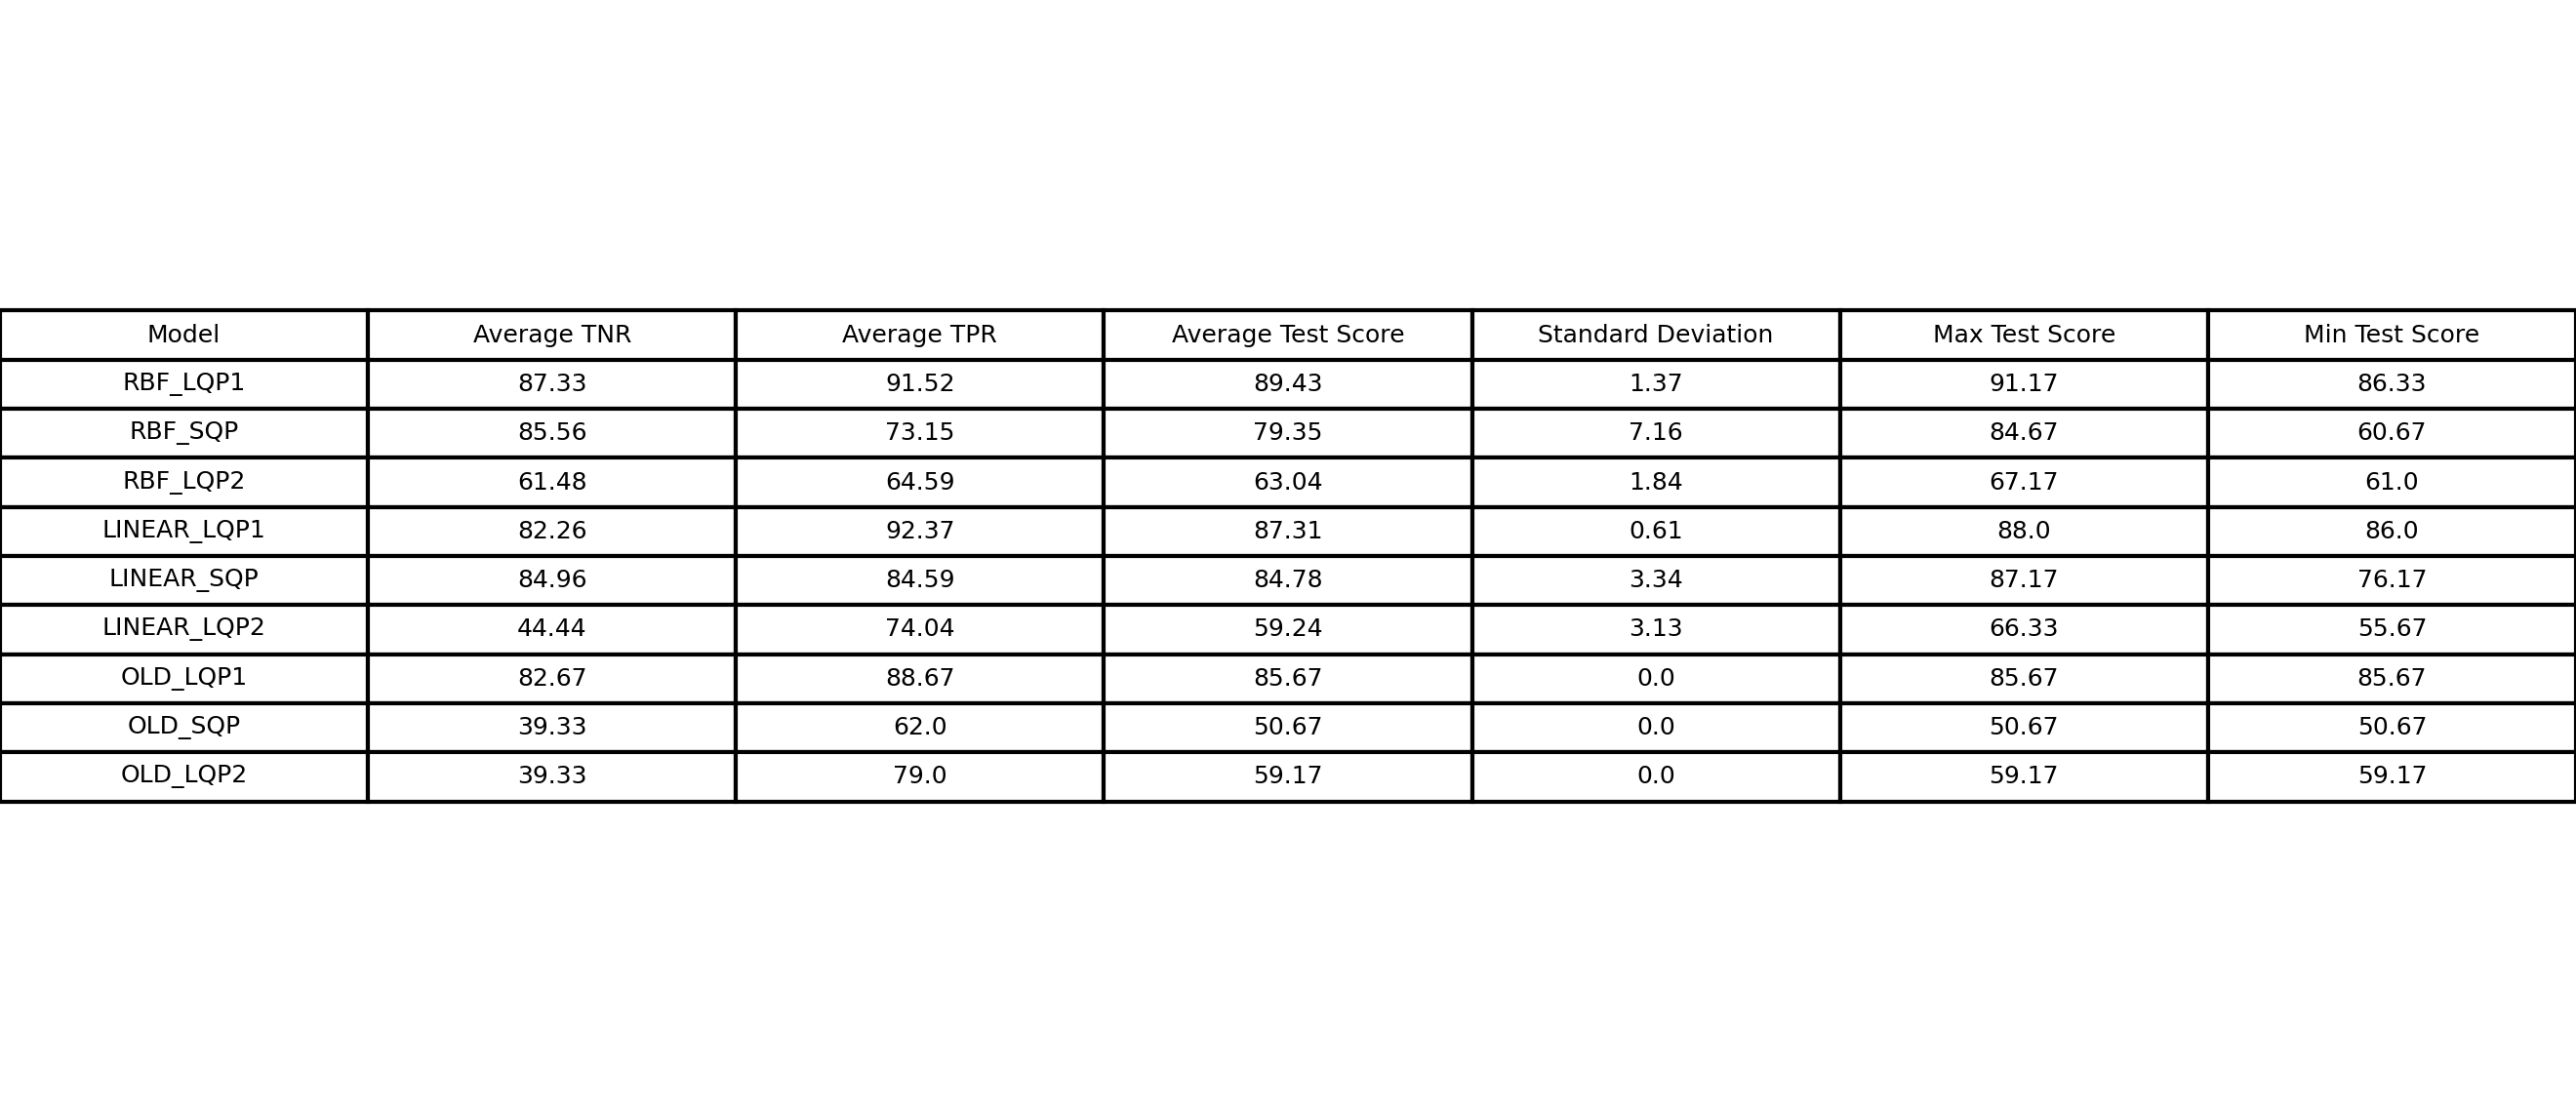 Model Average TNR Average TPR Average Test Score Standard Deviation Max Test Score Min Test Score
RBF_LQP1 87.33 91.52 89.43 1.37 91.17 86.33
RBF_SQP 85.56 73.15 79.35 7.16 84.67 60.67
RBF_LQP2 61.48 64.59 63.04 1.84 67.17 61.0
LINEAR_LQP1 82.26 92.37 87.31 0.61 88.0 86.0
LINEAR_SQP 84.96 84.59 84.78 3.34 87.17 76.17
LINEAR_LQP2 44.44 74.04 59.24 3.13 66.33 55.67
OLD_LQP1 82.67 88.67 85.67 0.0 85.67 85.67
OLD_SQP 39.33 62.0 50.67 0.0 50.67 50.67
OLD_LQP2 39.33 79.0 59.17 0.0 59.17 59.17